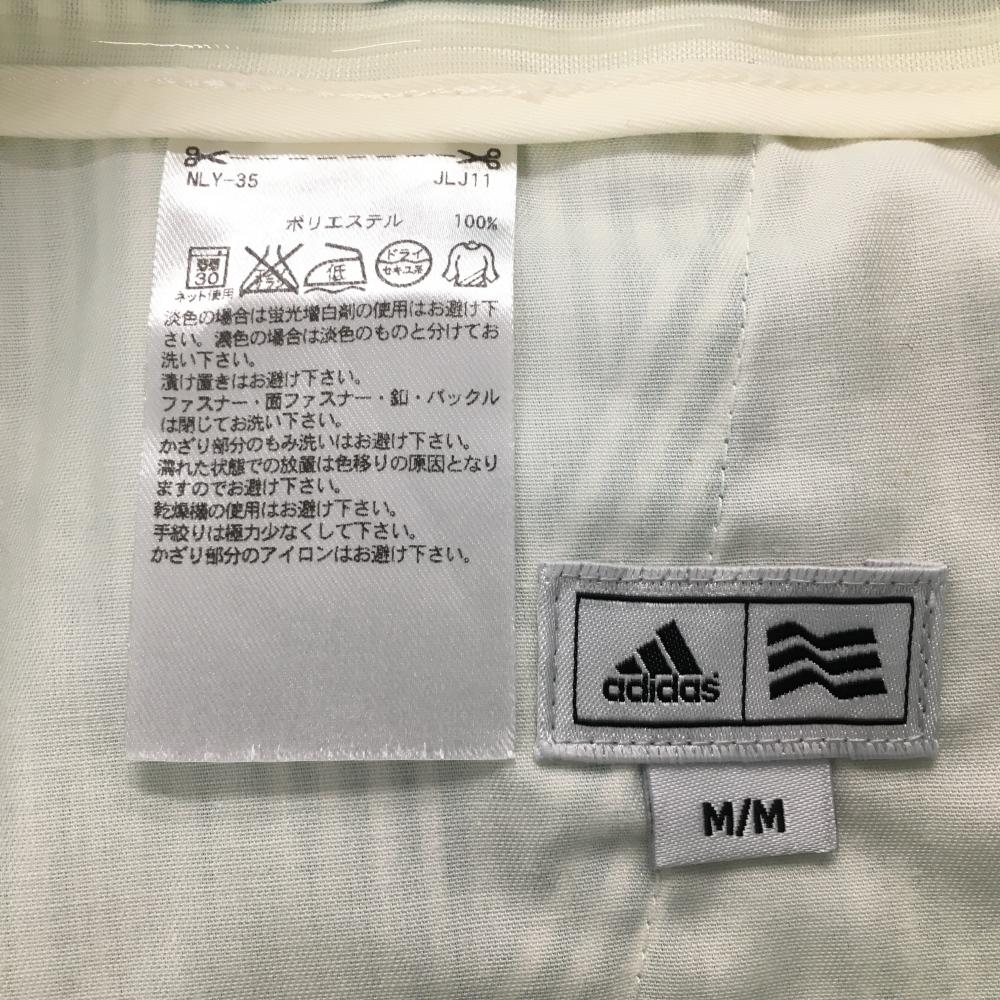 NLY-35 JLJ11
ポリエステル 100%
30 低 ドライ セキユ系
ネット使用
淡色の場合は蛍光増白剤の使用はお避け下
さい。濃色の場合は淡色のものと分けてお
洗い下さい。
漬け置きはお避け下さい。
ファスナー・面ファスナー・釦・バックル
は閉じてお洗い下さい。
かざり部分のもみ洗いはお避け下さい。
濡れた状態での放置は色移りの原因となり
ますのでお避け下さい。
乾燥機の使用はお避け下さい。
手絞りは極力少なくして下さい。
かざり部分のアイロンはお避け下さい。
adidas
M/M